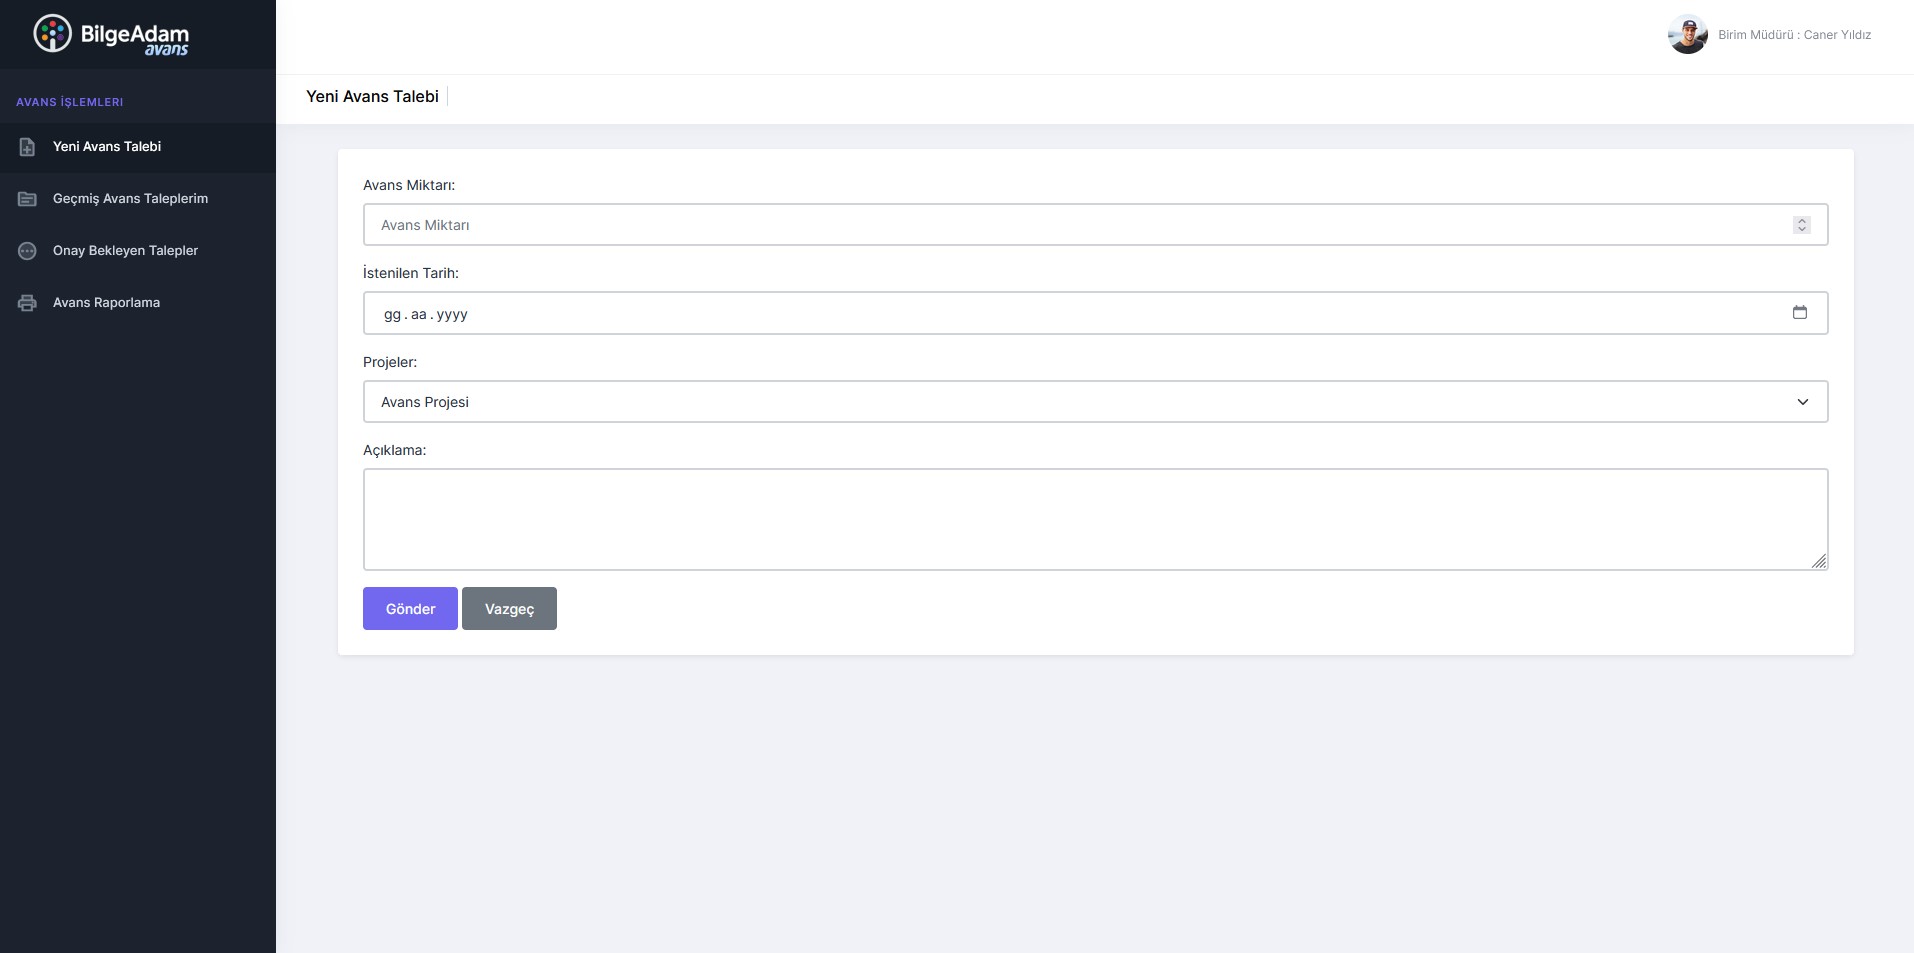 BilgeAdam
avans
Birim Müdürü : Caner Yıldız
AVANS İŞLEMLERI
Yeni Avans Talebi
Geçmiş Avans Taleplerim
Onay Bekleyen Talepler
Avans Raporlama
Yeni Avans Talebi
Avans Miktarı:
Avans Miktarı
İstenilen Tarih:
gg.aa.yyyy
Projeler:
Avans Projesi
Açıklama:
Gönder Vazgeç